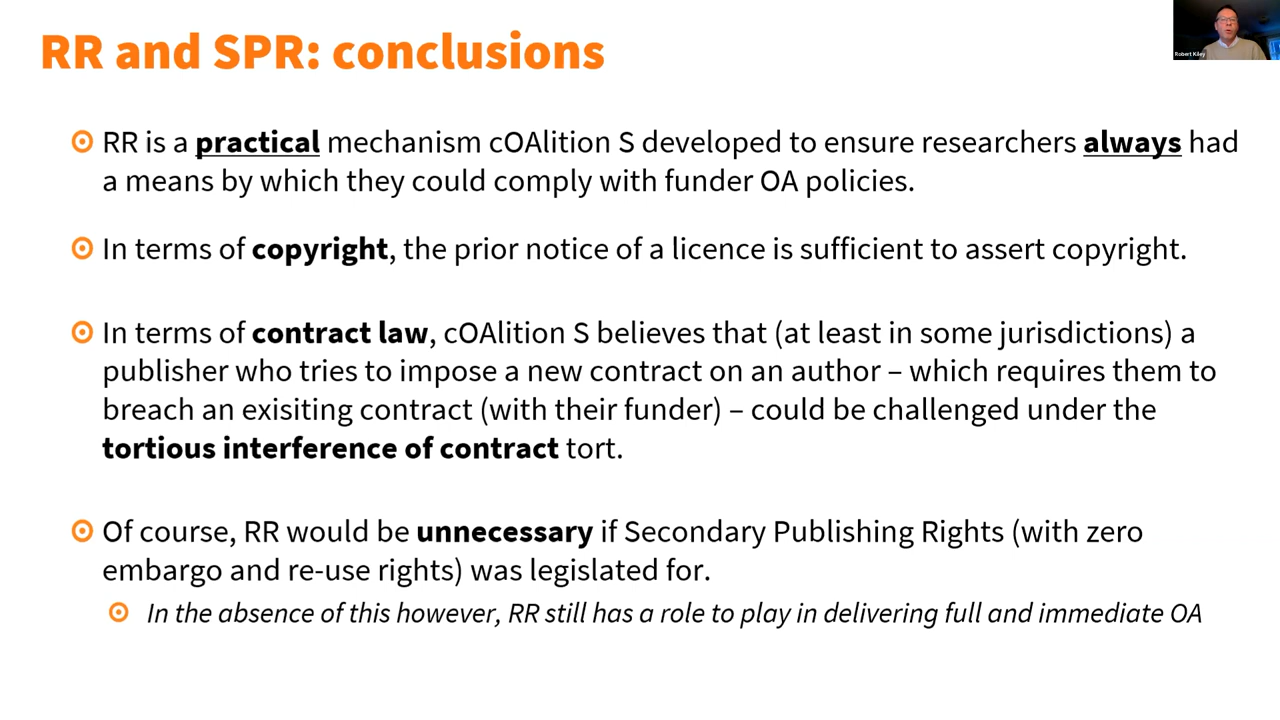 RR and SPR: conclusions
Robert Kiley
RR is a practical mechanism cOAlition S developed to ensure researchers always had
a means by which they could comply with funder OA policies.
In terms of copyright, the prior notice of a licence is sufficient to assert copyright.
In terms of contract law, cOAlition S believes that (at least in some jurisdictions) a
publisher who tries to impose a new contract on an author – which requires them to
breach an exisiting contract (with their funder) – could be challenged under the
tortious interference of contract tort.
Of course, RR would be unnecessary if Secondary Publishing Rights (with zero
embargo and re-use rights) was legislated for.
In the absence of this however, RR still has a role to play in delivering full and immediate OA